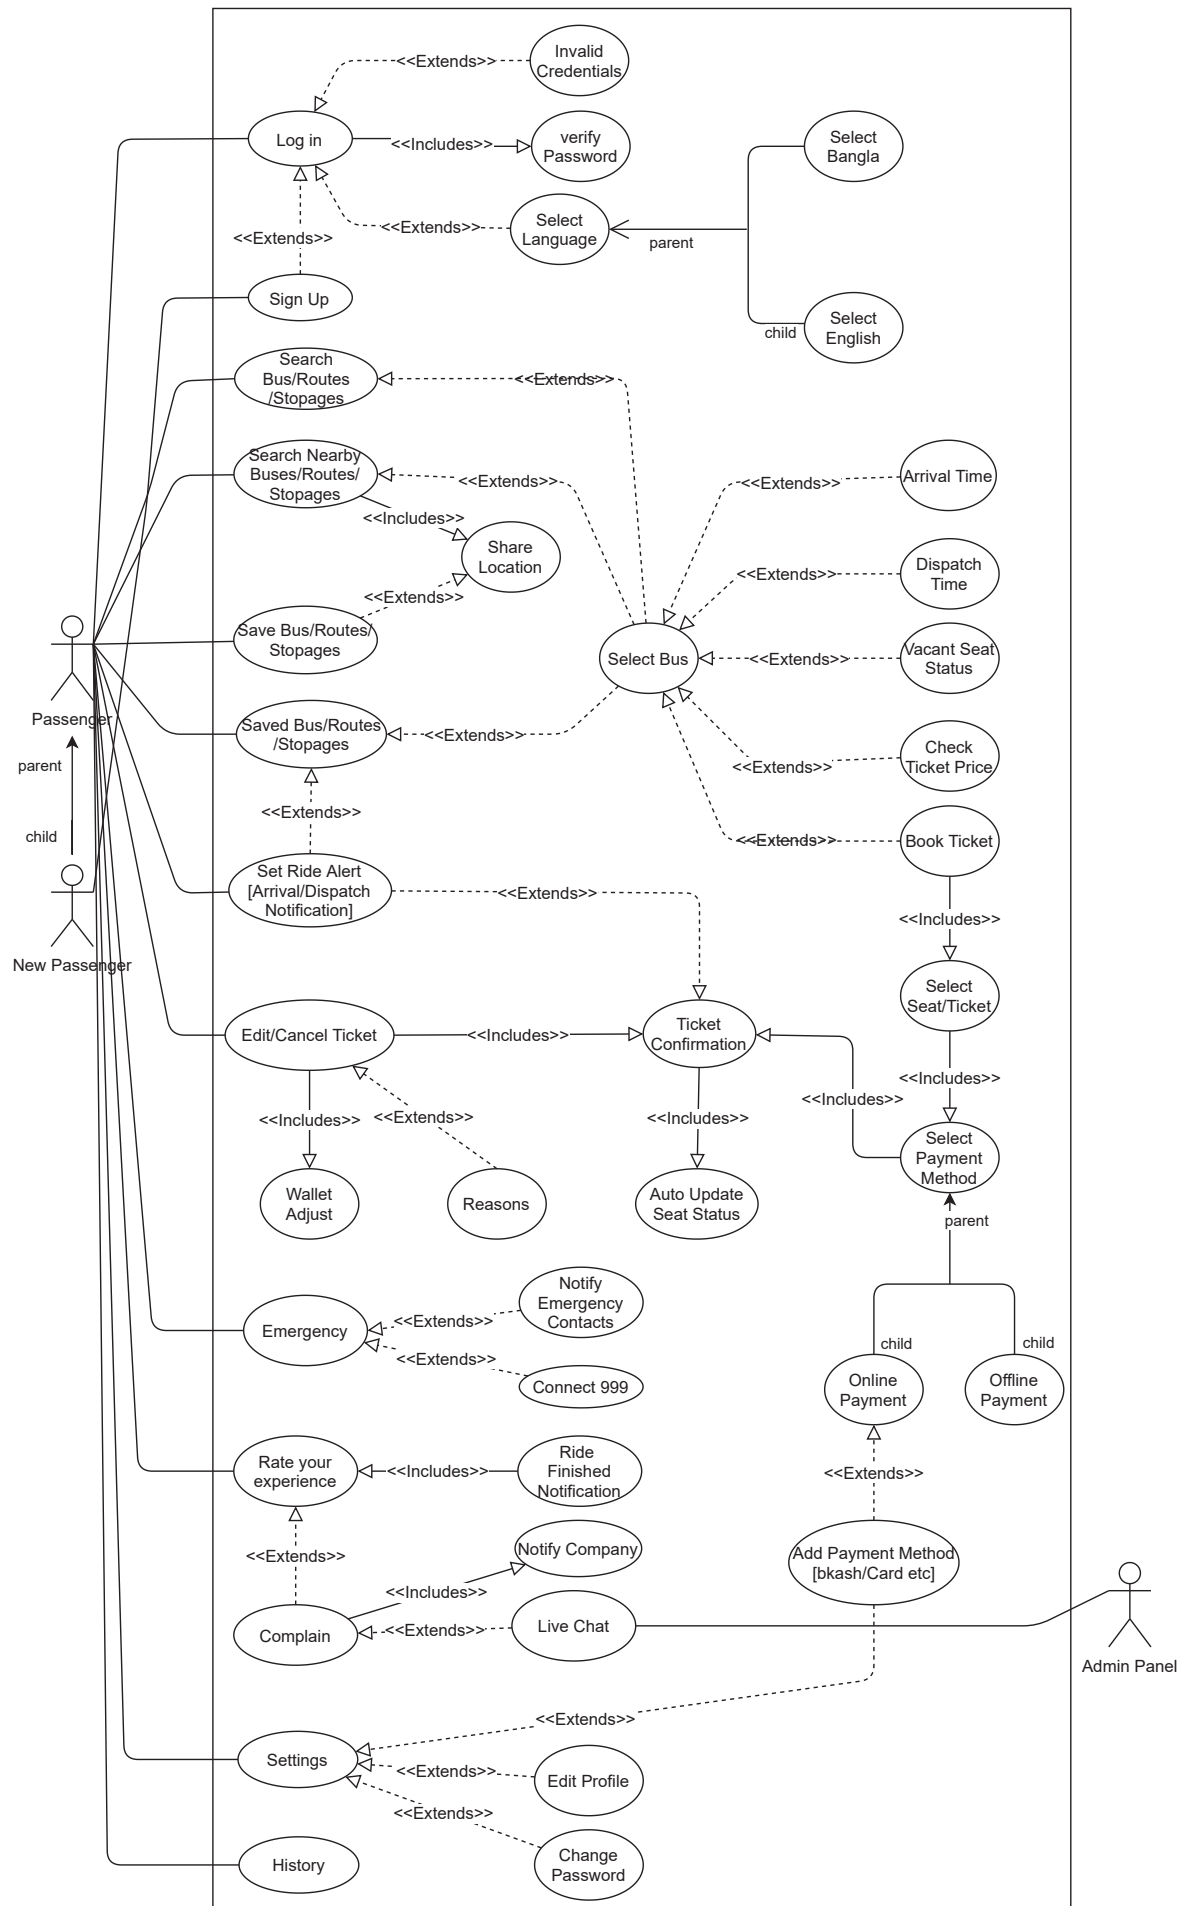 Invalid
Credentials
<<Extends>>
Log in
<<Includes>>
verify
Password
Select
Bangla
<<Extends>>
Select
Language
parent
<<Extends>>
Sign Up
Select
English
child
Search
Bus/Routes
/Stopages
<<Extends>>
Search Nearby
Buses/Routes/
Stopages
<<Extends>>
<<Includes>>
Share
Location
<<Extends>>
Arrival Time
<<Extends>>
Dispatch
Time
<<Extends>>
Save Bus/Routes/
Stopages
Select Bus
<<Extends>>
Vacant Seat
Status
Passenger
parent
child
New Passenger
Saved Bus/Routes
/Stopages
<<Extends>>
<<Extends>>
Check
Ticket Price
<<Extends>>
<<Extends>>
Book Ticket
Set Ride Alert
[Arrival/Dispatch
Notification]
<<Extends>>
<<Includes>>
Select
Seat/Ticket
Edit/Cancel Ticket
<<Includes>>
Ticket
Confirmation
<<Includes>>
<<Includes>>
<<Includes>>
<<Extends>>
<<Includes>>
Select
Payment
Method
Wallet
Adjust
Reasons
Auto Update
Seat Status
parent
Emergency
<<Extends>>
Notify
Emergency
Contacts
<<Extends>>
Connect 999
child
child
Online
Payment
Offline
Payment
Rate your
experience
<<Includes>>
Ride
Finished
Notification
<<Extends>>
<<Extends>>
Notify Company
Add Payment Method
[bkash/Card etc]
<<Includes>>
Complain
<<Extends>>
Live Chat
Admin Panel
<<Extends>>
Settings
<<Extends>>
Edit Profile
<<Extends>>
Change
Password
History